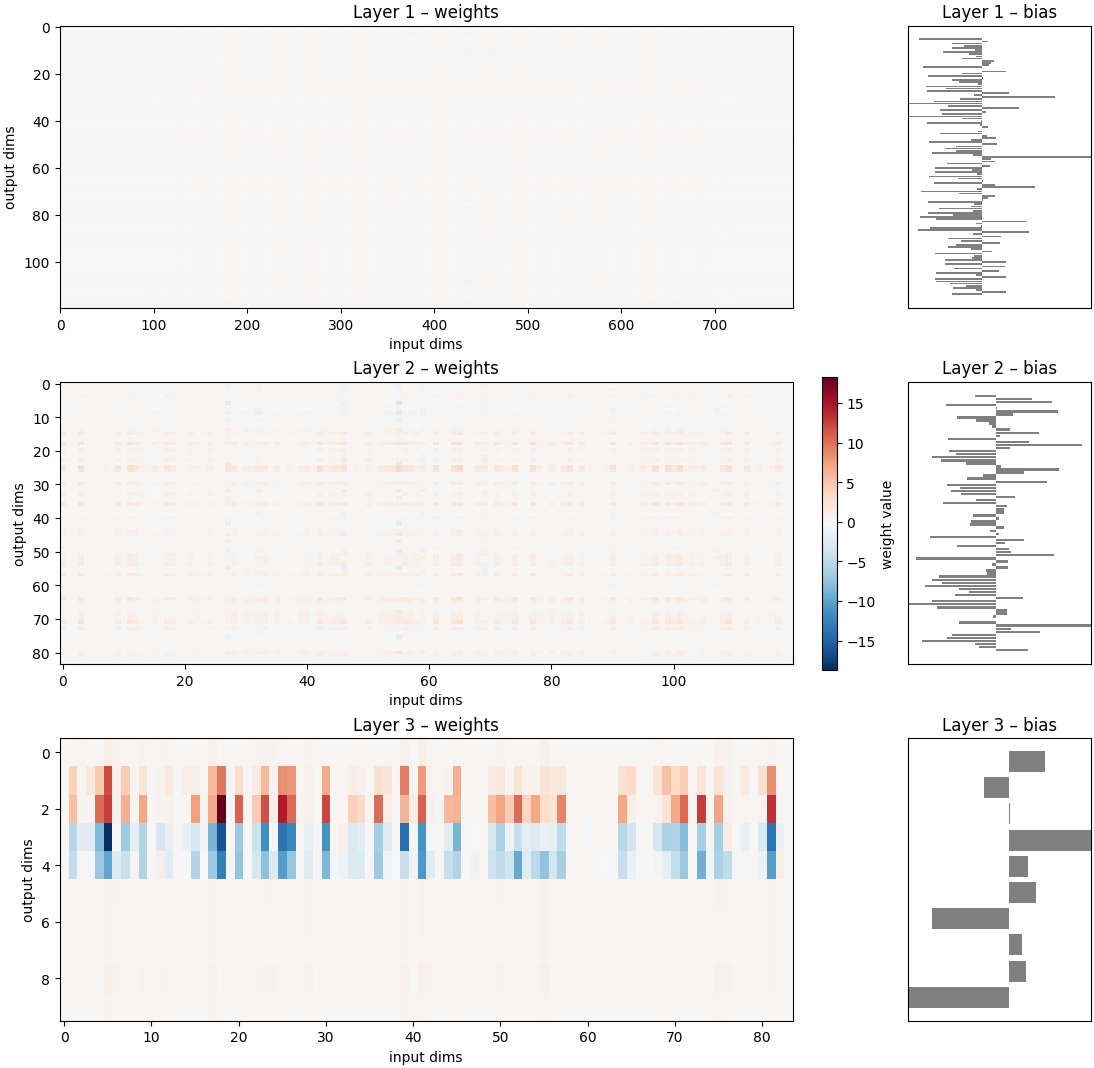 Layer 1 – weights
Layer 1 – bias
0
20
40
60
80
100
output dims
0 100 200 300 400 500 600 700
input dims
Layer 2 – weights
Layer 2 – bias
0
10
20
30
40
50
60
70
80
output dims
0 20 40 60 80 100
input dims
15
10
5
0
−5
−10
−15
weight value
Layer 3 – weights
Layer 3 – bias
0
2
4
6
8
output dims
0 10 20 30 40 50 60 70 80
input dims